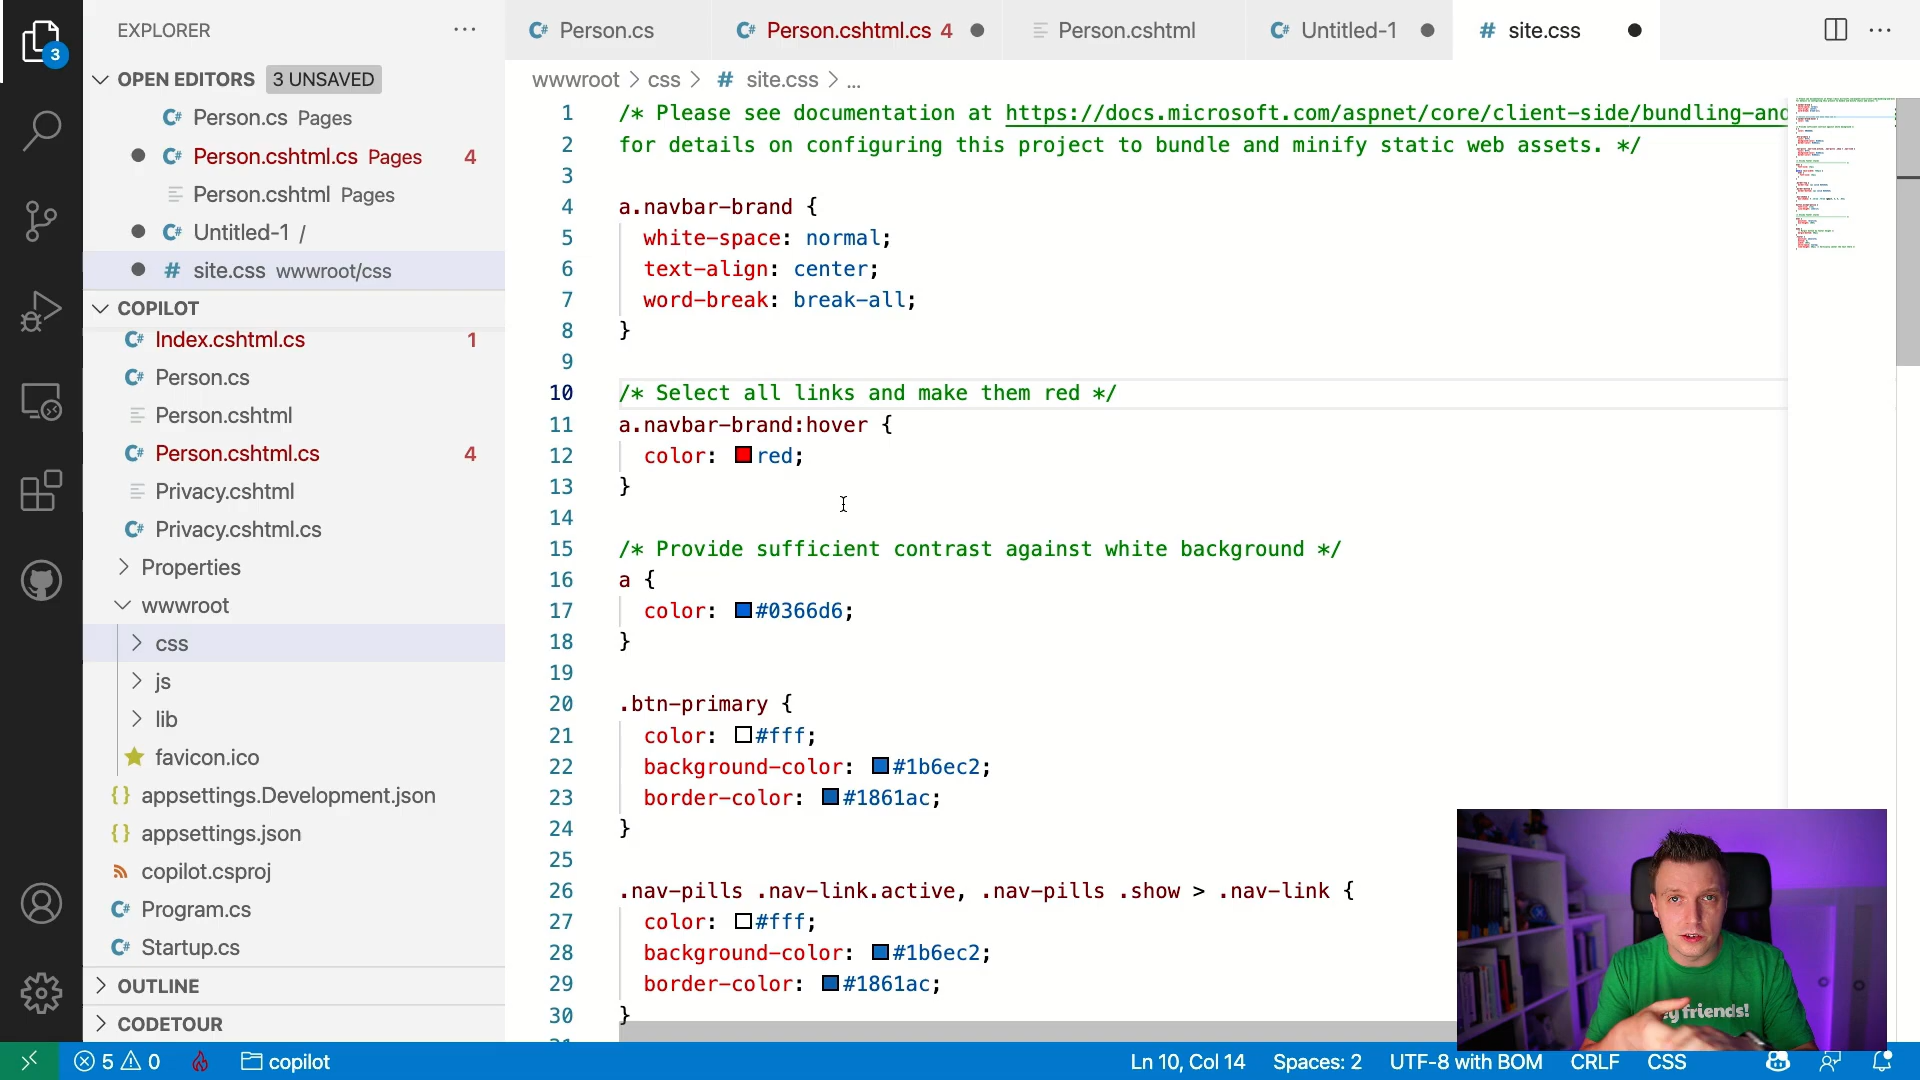 EXPLORER
Person.cs
Person.cshtml.cs 4
Person.cshtml
Untitled-1
# site.css
3
OPEN EDITORS 3 UNSAVED
wwwroot > css > # site.css > ...
Person.cs Pages
Person.cshtml.cs Pages 4
Person.cshtml Pages
Untitled-1 /
# site.css wwwroot/css
COPILOT
Index.cshtml.cs 1
Person.cs
Person.cshtml
Person.cshtml.cs 4
Privacy.cshtml
Privacy.cshtml.cs
Properties
wwwroot
css
js
lib
favicon.ico
{} appsettings.Development.json
{} appsettings.json
copilot.csproj
Program.cs
Startup.cs
OUTLINE
CODETOUR
1 /* Please see documentation at https://docs.microsoft.com/aspnet/core/client-side/bundling-and
2 for details on configuring this project to bundle and minify static web assets. */
3
4 a.navbar-brand {
5 white-space: normal;
6 text-align: center;
7 word-break: break-all;
8 }
9
10 /* Select all links and make them red */
11 a.navbar-brand:hover {
12 color: red;
13 }
14
15 /* Provide sufficient contrast against white background */
16 a {
17 color: #0366d6;
18 }
19
20 .btn-primary {
21 color: #fff;
22 background-color: #1b6ec2;
23 border-color: #1861ac;
24 }
25
26 .nav-pills .nav-link.active, .nav-pills .show > .nav-link {
27 color: #fff;
28 background-color: #1b6ec2;
29 border-color: #1861ac;
30 }
friends!
5 0 copilot
Ln 10, Col 14 Spaces: 2 UTF-8 with BOM CRLF CSS